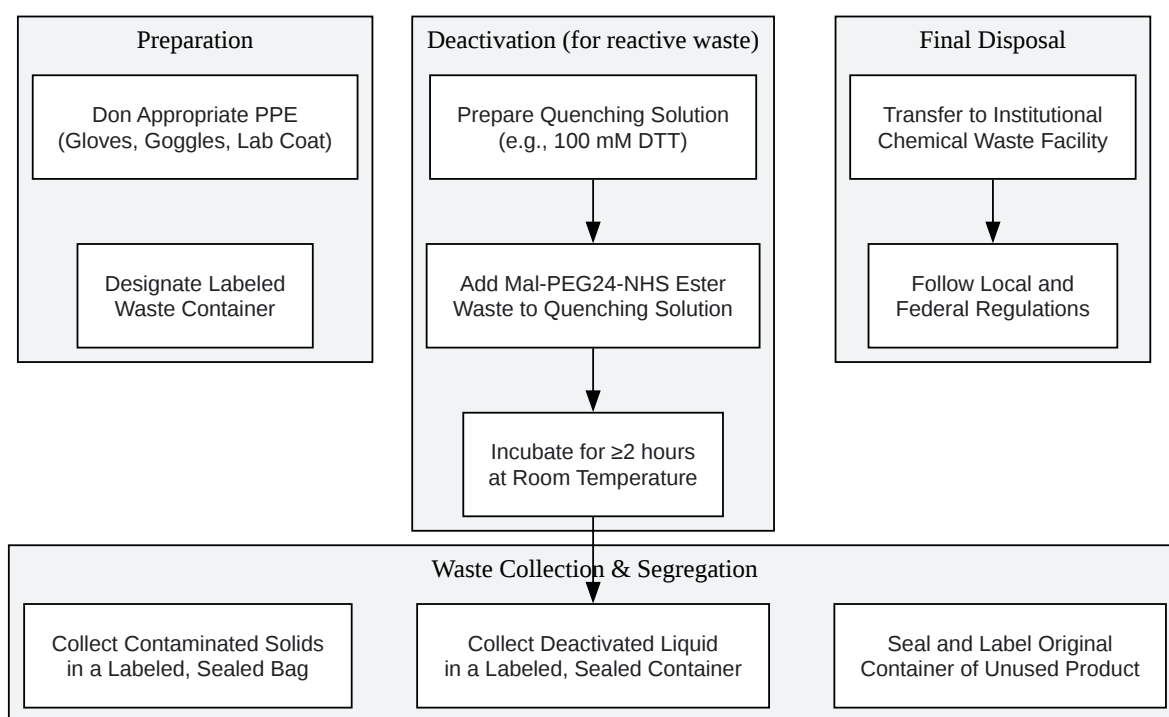 Preparation
Don Appropriate PPE
(Gloves, Goggles, Lab Coat)
Designate Labeled
Waste Container
Deactivation (for reactive waste)
Prepare Quenching Solution
(e.g., 100 mM DTT)
Add Mal-PEG24-NHS Ester
Waste to Quenching Solution
Incubate for ≥2 hours
at Room Temperature
Final Disposal
Transfer to Institutional
Chemical Waste Facility
Follow Local and
Federal Regulations
Waste Collection & Segregation
Collect Contaminated Solids
in a Labeled, Sealed Bag
Collect Deactivated Liquid
in a Labeled, Sealed Container
Seal and Label Original
Container of Unused Product